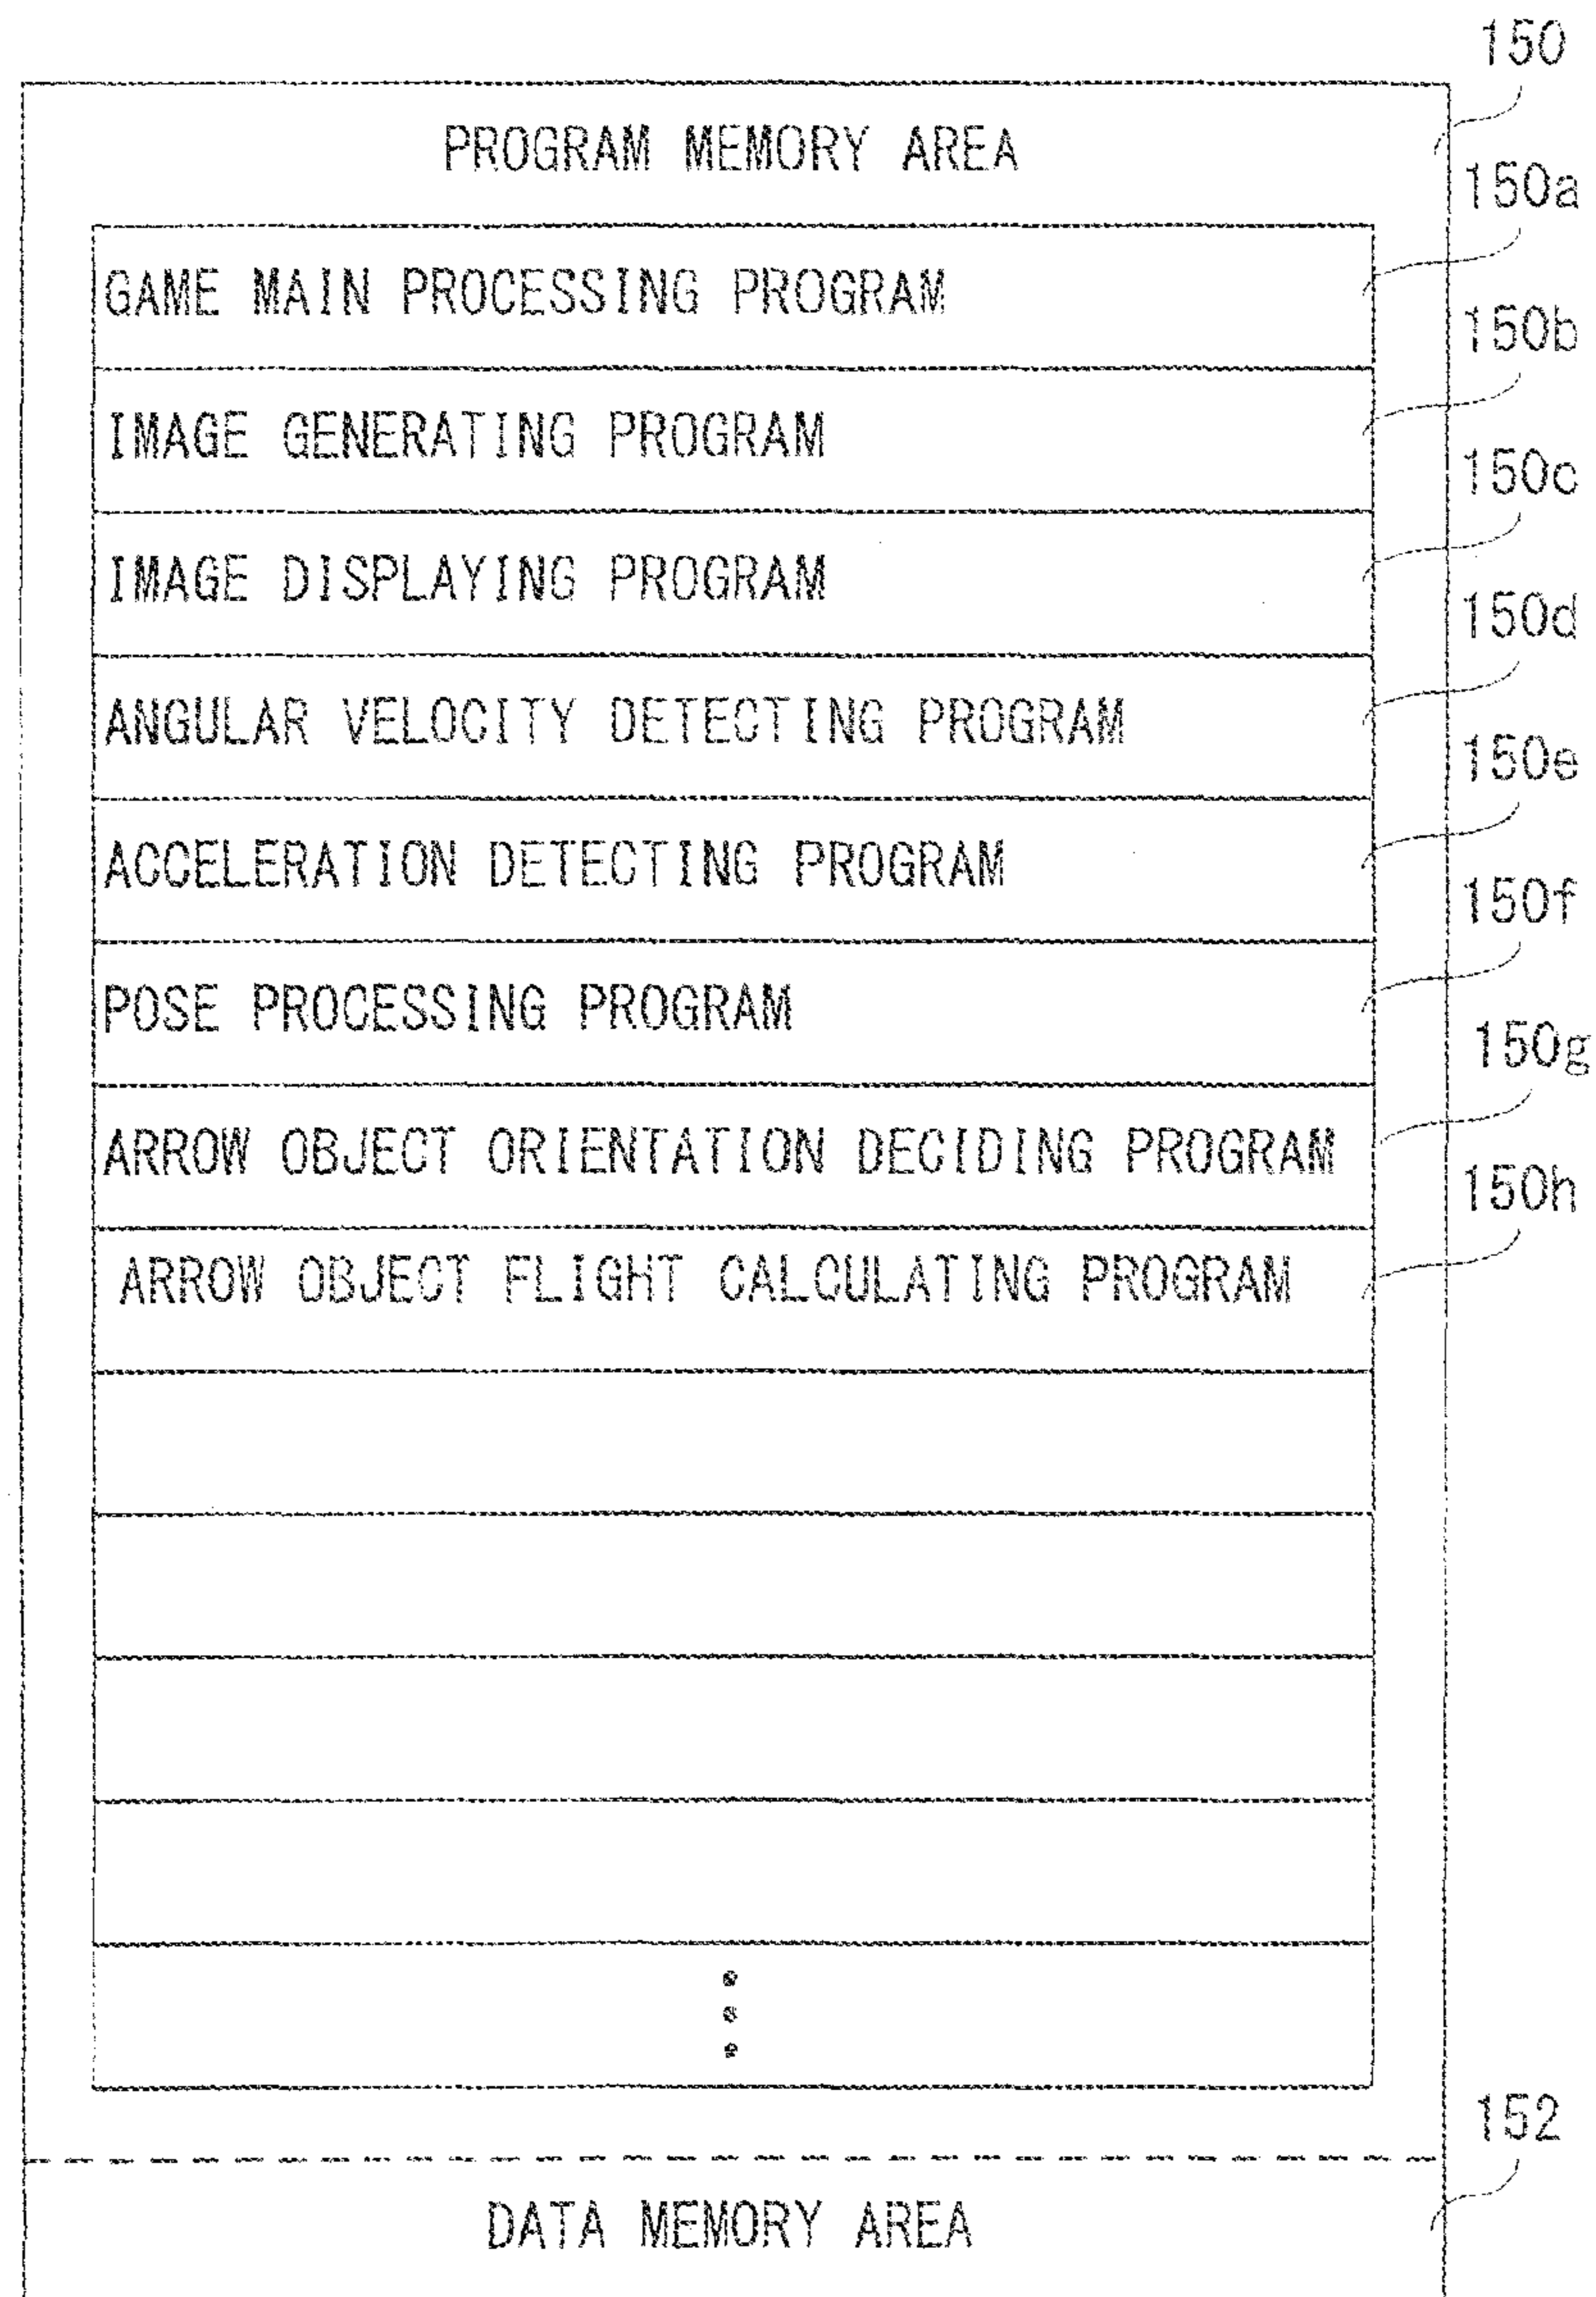 150
PROGRAM MEMORY AREA
150a
GAME MAIN PROCESSING PROGRAM
150b
IMAGE GENERATING PROGRAM
150c
IMAGE DISPLAYING PROGRAM
150d
ANGULAR VELOCITY DETECTING PROGRAM
150e
ACCELERATION DETECTING PROGRAM
150f
POSE PROCESSING PROGRAM
150g
ARROW OBJECT ORIENTATION DECIDING PROGRAM
150h
ARROW OBJECT FLIGHT CALCULATING PROGRAM
152
DATA MEMORY AREA